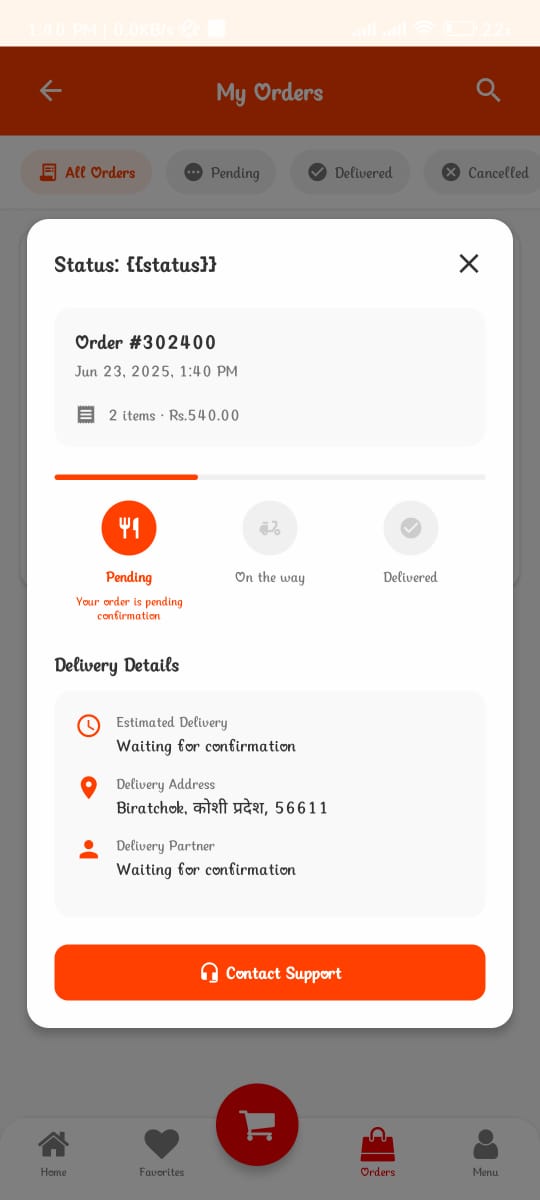 1:40 PM | 0.0KB/s
22
My Orders
All Orders
Pending
Delivered
Cancelled
Status: {{status}}
Order #302400
Jun 23, 2025, 1:40 PM
2 items · Rs.540.00
Pending
On the way
Delivered
Your order is pending
confirmation
Delivery Details
Estimated Delivery
Waiting for confirmation
Delivery Address
Biratchok, कोशी प्रदेश, 56611
Delivery Partner
Waiting for confirmation
Contact Support
Home
Favorites
Orders
Menu